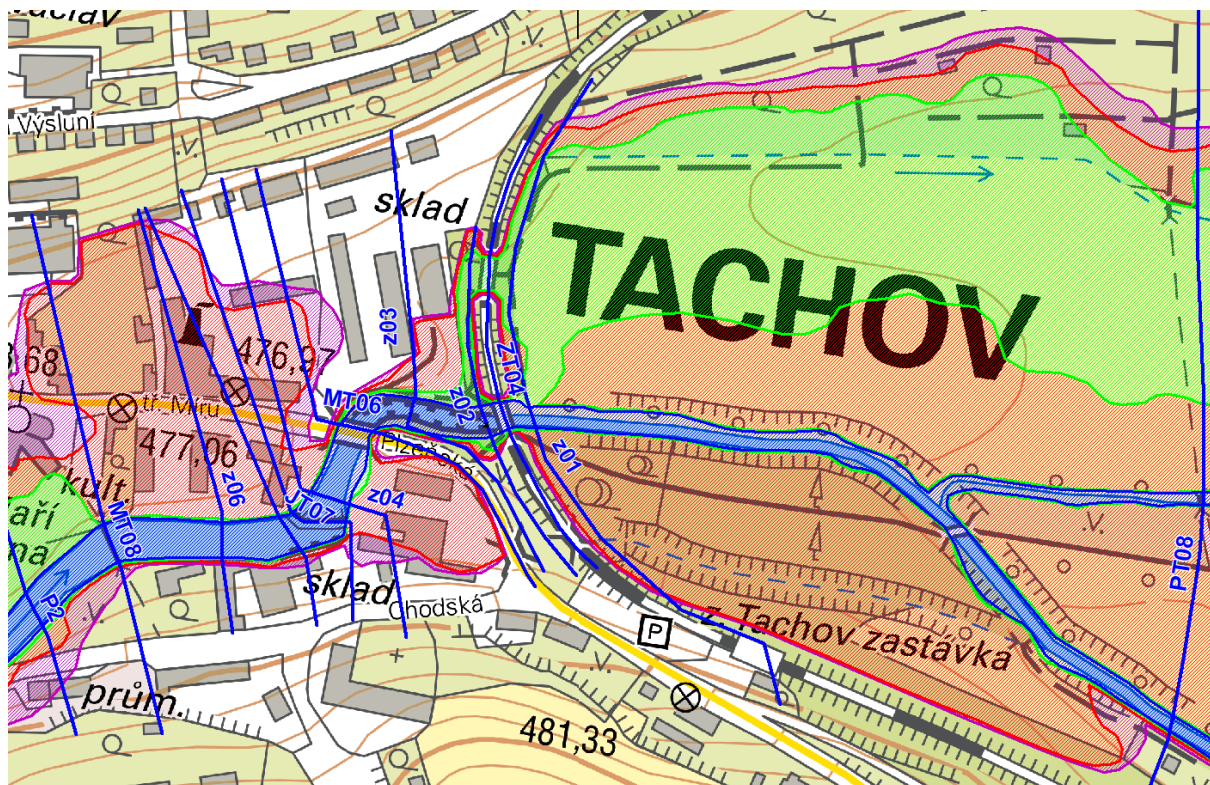 Výsluní
sklad
TACHOV
z03
ZT04
476,97
MT06
z02
tř. Míru
Plzeňská
z01
477,06
z06
JT07
z04
kult.
MT08
P2
sklad
Chodská
PT08
P
z. Tachov zastávka
prům.
481,33